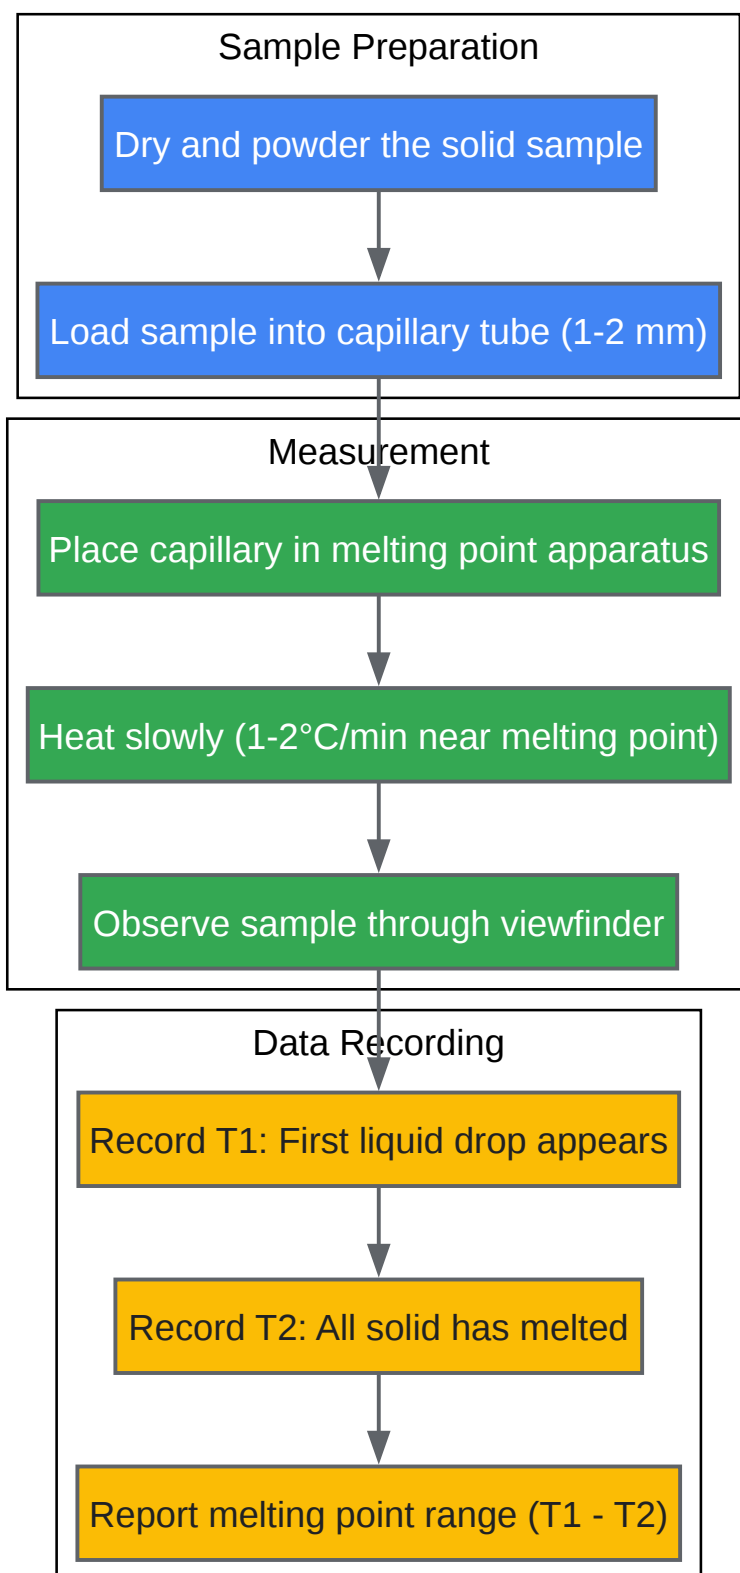 Sample Preparation
Dry and powder the solid sample
Load sample into capillary tube (1-2 mm)
Measurement
Place capillary in melting point apparatus
Heat slowly (1-2°C/min near melting point)
Observe sample through viewfinder
Data Recording
Record T1: First liquid drop appears
Record T2: All solid has melted
Report melting point range (T1 - T2)